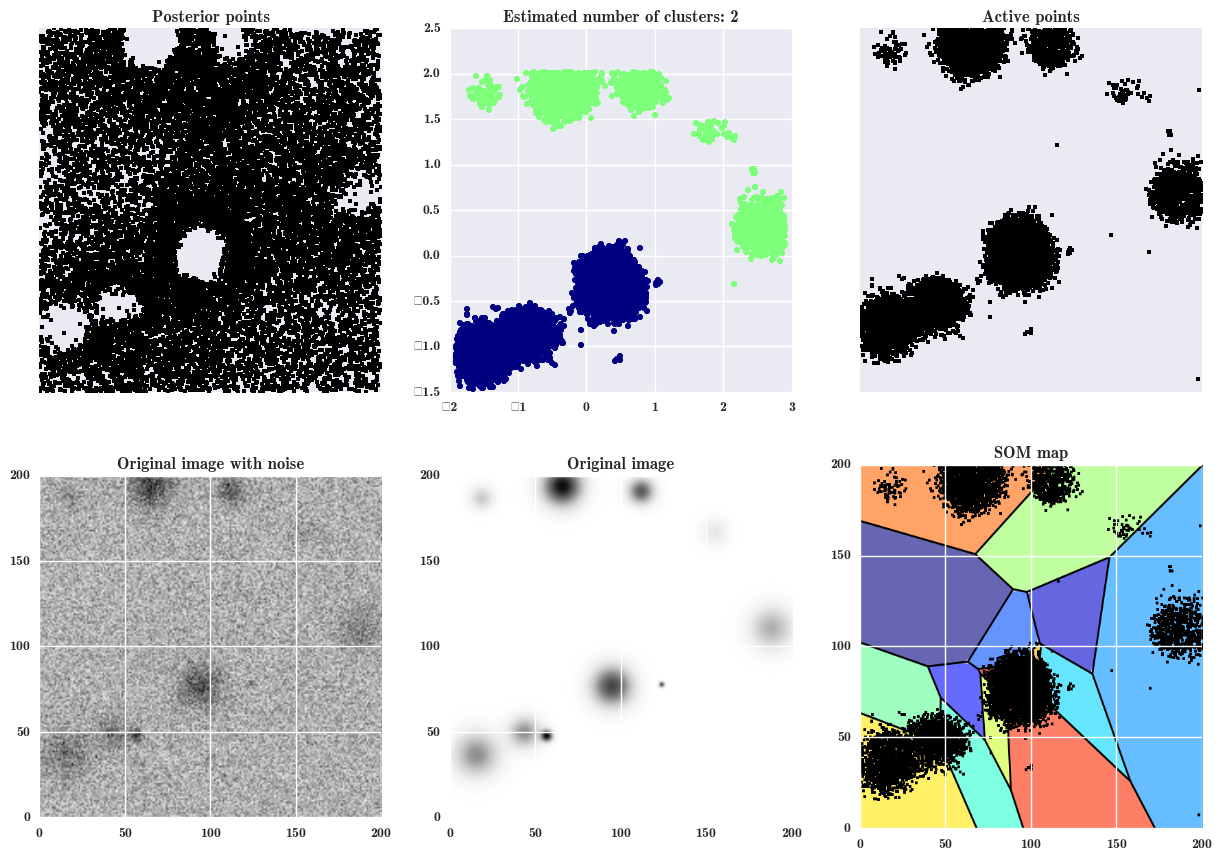 Posterior points
Estimated number of clusters: 2
Active points
2.5
2.0
1.5
1.0
0.5
0.0
□0.5
□1.0
□1.5
□2 □1 0 1 2 3
Original image with noise
Original image
SOM map
200
150
100
50
0
0 50 100 150 200
200
150
100
50
0
0 50 100 150 200
200
150
100
50
0
0 50 100 150 200